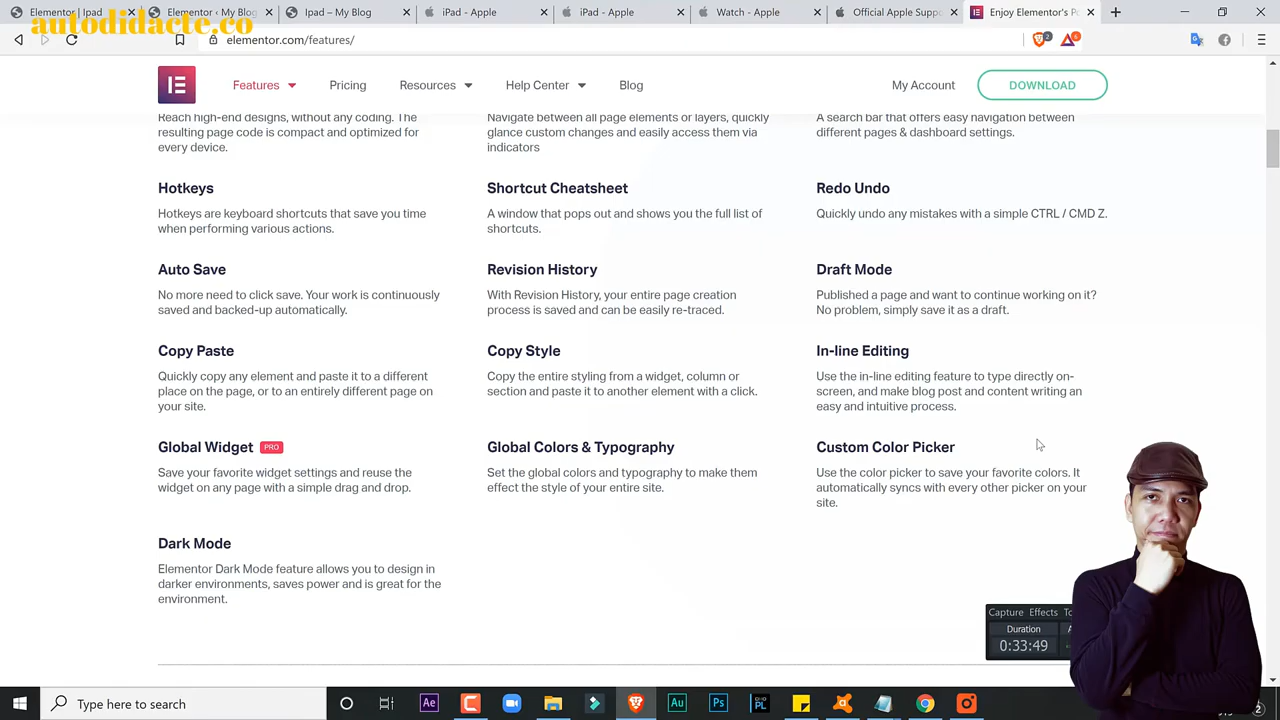 Elementor | Ipad
Elementor ‹ My Blog
Ipad – My Blog
iPad - Apple
iPad - Apple
Watch - Apple
Official Apple Supp
Enjoy Elementor's Po
autodidacte.co
elementor.com/features/
2
6
Features
Pricing
Resources
Help Center
Blog
My Account
DOWNLOAD
Reach high-end designs, without any coding. The
resulting page code is compact and optimized for
every device.
Navigate between all page elements or layers, quickly
glance custom changes and easily access them via
indicators
A search bar that offers easy navigation between
different pages & dashboard settings.
Hotkeys
Hotkeys are keyboard shortcuts that save you time
when performing various actions.
Shortcut Cheatsheet
A window that pops out and shows you the full list of
shortcuts.
Redo Undo
Quickly undo any mistakes with a simple CTRL / CMD Z.
Auto Save
No more need to click save. Your work is continuously
saved and backed-up automatically.
Revision History
With Revision History, your entire page creation
process is saved and can be easily re-traced.
Draft Mode
Published a page and want to continue working on it?
No problem, simply save it as a draft.
Copy Paste
Quickly copy any element and paste it to a different
place on the page, or to an entirely different page on
your site.
Copy Style
Copy the entire styling from a widget, column or
section and paste it to another element with a click.
In-line Editing
Use the in-line editing feature to type directly on-
screen, and make blog post and content writing an
easy and intuitive process.
Global Widget PRO
Save your favorite widget settings and reuse the
widget on any page with a simple drag and drop.
Global Colors & Typography
Set the global colors and typography to make them
effect the style of your entire site.
Custom Color Picker
Use the color picker to save your favorite colors. It
automatically syncs with every other picker on your
site.
Dark Mode
Elementor Dark Mode feature allows you to design in
darker environments, saves power and is great for the
environment.
Capture Effects To
Duration
0:33:49
Type here to search
Ae
Au
Ps
PL
2